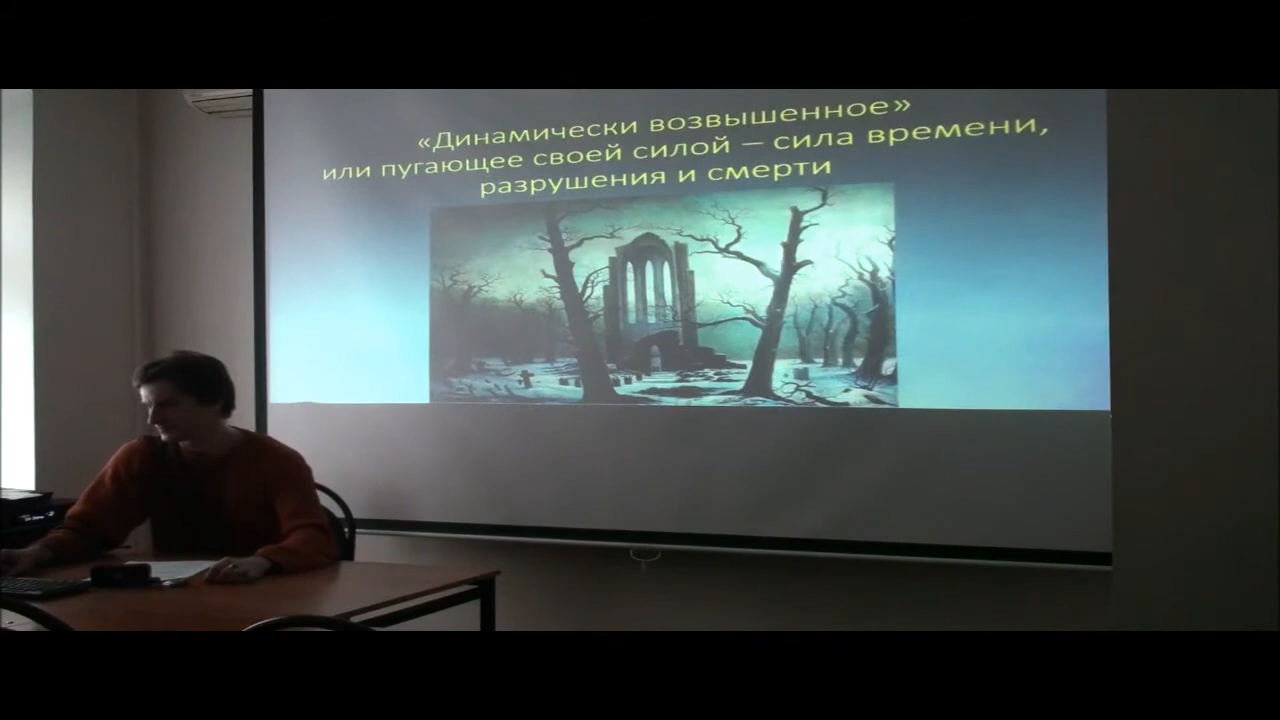 «Динамически возвышенное»
или пугающее своей силой – сила времени,
разрушения и смерти